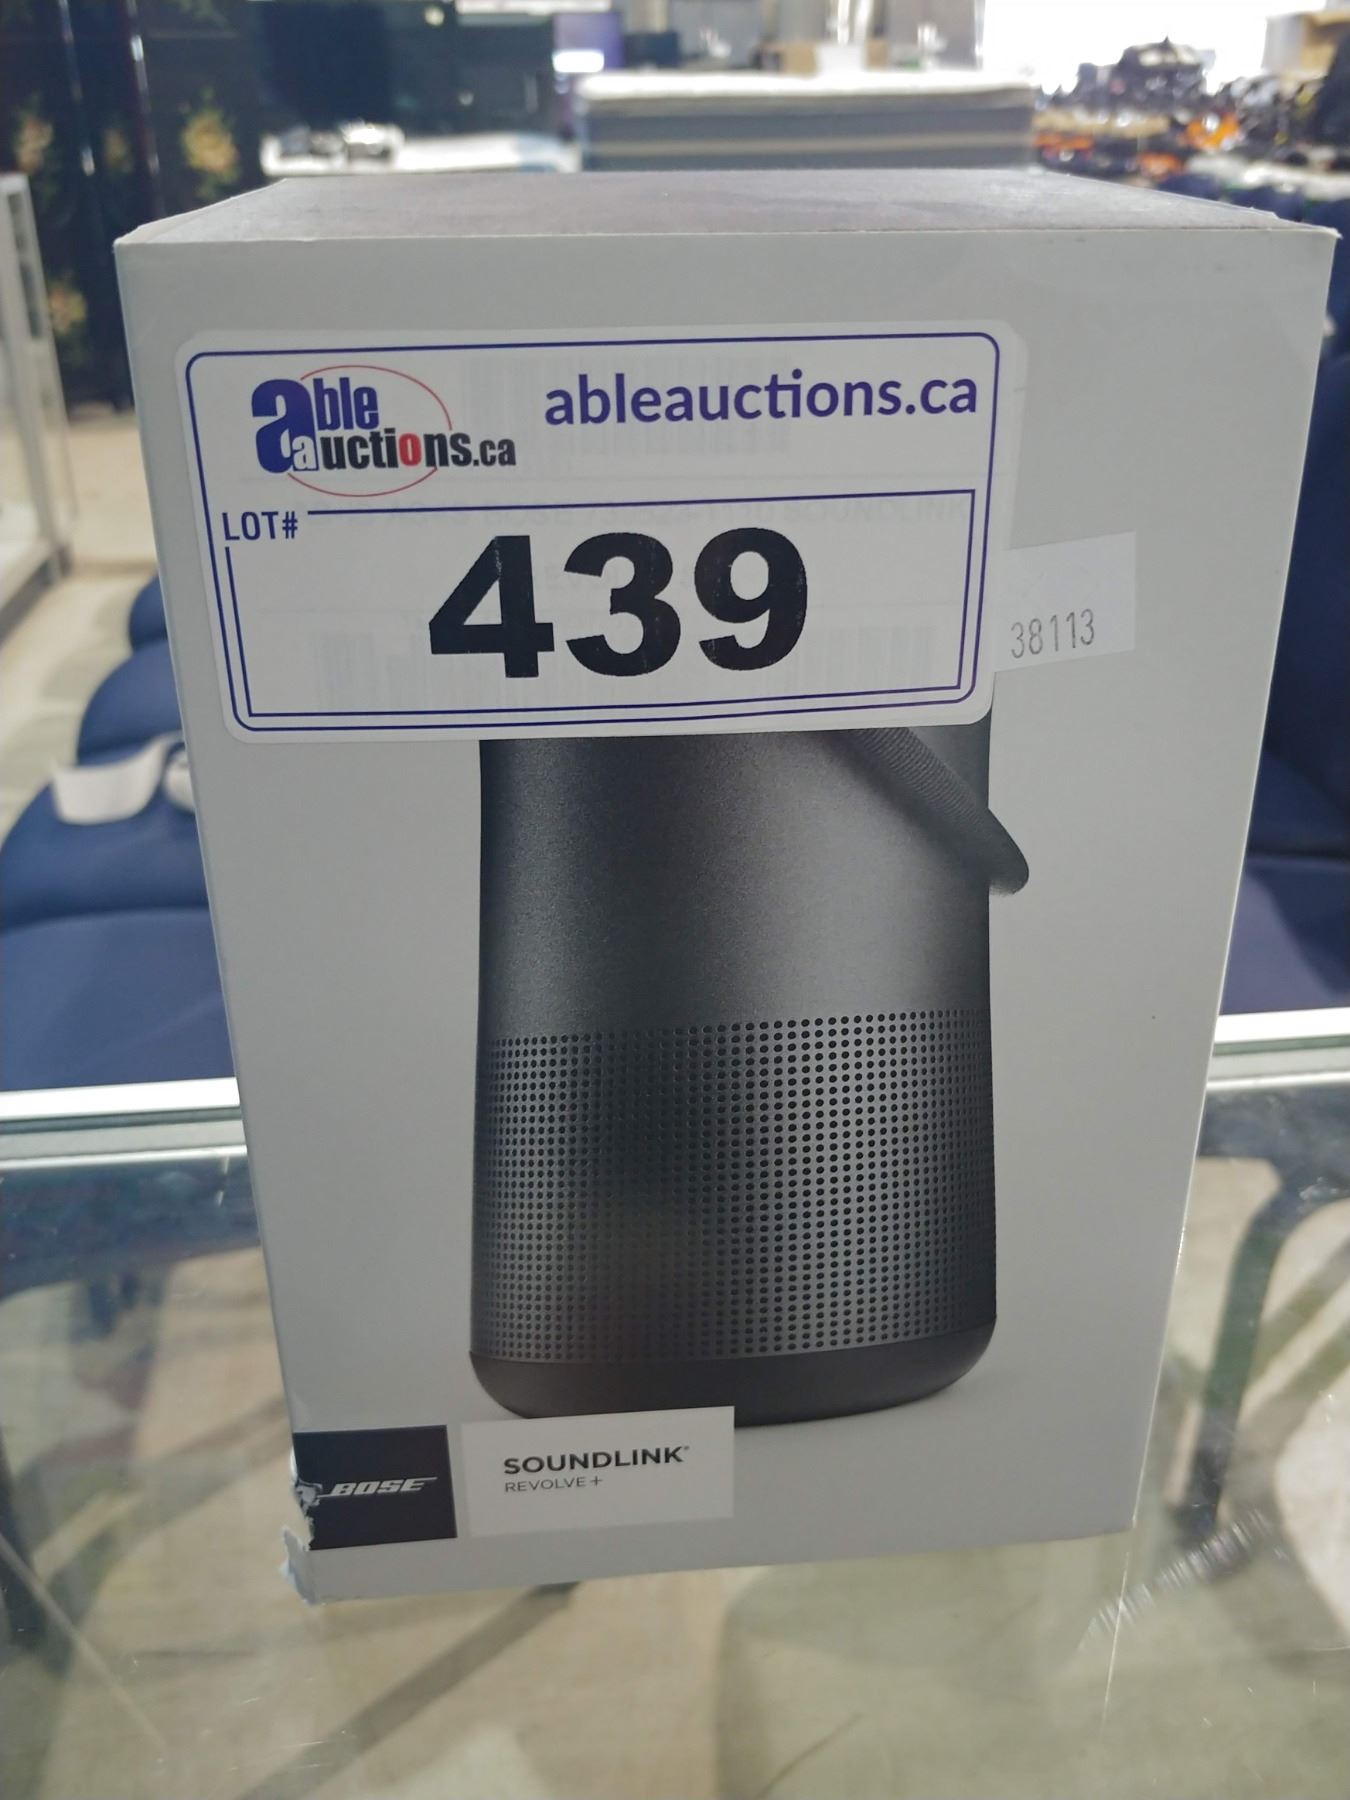 able
auctions.ca
ableauctions.ca
LOT#
439
38113
BOSE
SOUNDLINK®
REVOLVE+